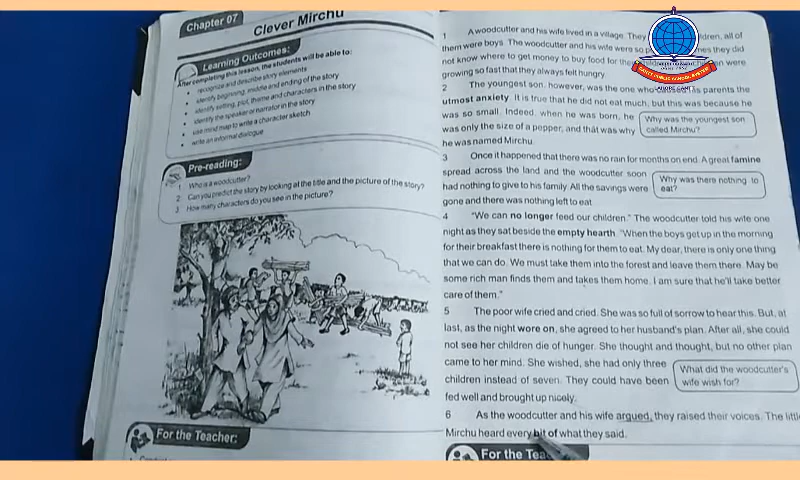 Chapter 07
Clever Mirchu
Learning Outcomes:
After completing this lesson, the students will be able to:
recognize and describe story elements
identify beginning, middle and ending of the story
identify setting, plot, theme and characters in the story
identify the speaker or narrator in the story
use mind map to write a character sketch
write an informal dialogue
Pre-reading:
1 Who is a woodcutter?
2 Can you predict the story by looking at the title and the picture of the story?
3 How many characters do you see in the picture?
For the Teacher:
1 A woodcutter and his wife lived in a village. They all of
them were boys. The woodcutter and his wife were so they did
not know where to get money to buy food for were
growing so fast that they always felt hungry.
2 The youngest son, however, was the one who his parents the
utmost anxiety. It is true that he did not eat much, but this was because he
was so small. Indeed, when he was born, he
was only the size of a pepper, and that was why
he was named Mirchu.
Why was the youngest son
called Mirchu?
3 Once it happened that there was no rain for months on end. A great famine
spread across the land and the woodcutter soon
had nothing to give to his family. All the savings were
gone and there was nothing left to eat.
Why was there nothing to
eat?
4 "We can no longer feed our children." The woodcutter told his wife one
night as they sat beside the empty hearth. "When the boys get up in the morning
for their breakfast there is nothing for them to eat. My dear, there is only one thing
that we can do. We must take them into the forest and leave them there. May be
some rich man finds them and takes them home. I am sure that he'll take better
care of them."
5 The poor wife cried and cried. She was so full of sorrow to hear this. But, at
last, as the night wore on, she agreed to her husband's plan. After all, she could
not see her children die of hunger. She thought and thought, but no other plan
came to her mind. She wished, she had only three
children instead of seven. They could have been
fed well and brought up nicely.
What did the woodcutter's
wife wish for?
6 As the woodcutter and his wife argued, they raised their voices. The little
Mirchu heard every bit of what they said.
For the